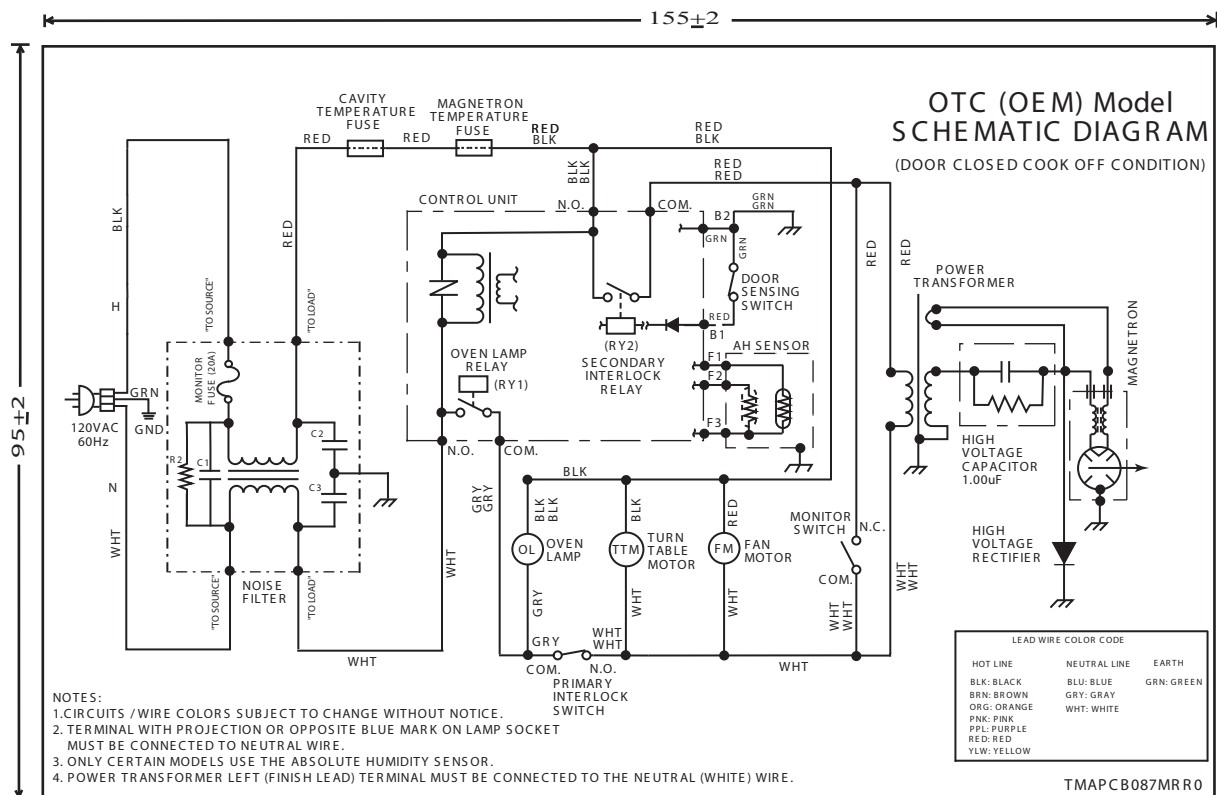 155±2
95±2
OTC (OEM) Model
SCHEMATIC DIAGRAM
(DOOR CLOSED COOK OFF CONDITION)
CAVITY
TEMPERATURE
FUSE
MAGNETRON
TEMPERATURE
FUSE
RED
RED
RED
BLK
RED
BLK
BLK
BLK
RED
RED
CONTROL UNIT
N.O.
COM.
B2
GRN
GRN
GRN
GRN
DOOR
SENSING
SWITCH
RED
B1
(RY2)
SECONDARY
INTERLOCK
RELAY
AH SENSOR
F1
F2
F3
OVEN LAMP
RELAY
(RY1)
N.O.
COM.
BLK
H
RED
"TO SOURCE"
"TO LOAD"
MONITOR
FUSE (20A)
GRN
GND
120VAC
60Hz
N
WHT
R2
C1
C2
C3
NOISE
FILTER
"TO SOURCE"
"TO LOAD"
WHT
WHT
GRY
GRY
BLK
BLK
BLK
BLK
RED
OL
OVEN
LAMP
TTM
TURN
TABLE
MOTOR
FM
FAN
MOTOR
GRY
WHT
WHT
GRY
WHT
WHT
WHT
COM.
N.O.
PRIMARY
INTERLOCK
SWITCH
MONITOR
SWITCH
N.C.
COM.
WHT
WHT
WHT
WHT
RED
RED
POWER
TRANSFORMER
MAGNETRON
HIGH
VOLTAGE
CAPACITOR
1.00uF
HIGH
VOLTAGE
RECTIFIER
LEAD WIRE COLOR CODE
HOT LINE NEUTRAL LINE EARTH
BLK: BLACK BLU: BLUE GRN: GREEN
BRN: BROWN GRY: GRAY
ORG: ORANGE WHT: WHITE
PNK: PINK
PPL: PURPLE
RED: RED
YLW: YELLOW
NOTES:
1.CIRCUITS / WIRE COLORS SUBJECT TO CHANGE WITHOUT NOTICE.
2. TERMINAL WITH PROJECTION OR OPPOSITE BLUE MARK ON LAMP SOCKET
MUST BE CONNECTED TO NEUTRAL WIRE.
3. ONLY CERTAIN MODELS USE THE ABSOLUTE HUMIDITY SENSOR.
4. POWER TRANSFORMER LEFT (FINISH LEAD) TERMINAL MUST BE CONNECTED TO THE NEUTRAL (WHITE) WIRE.
TMAPCB087MRR0